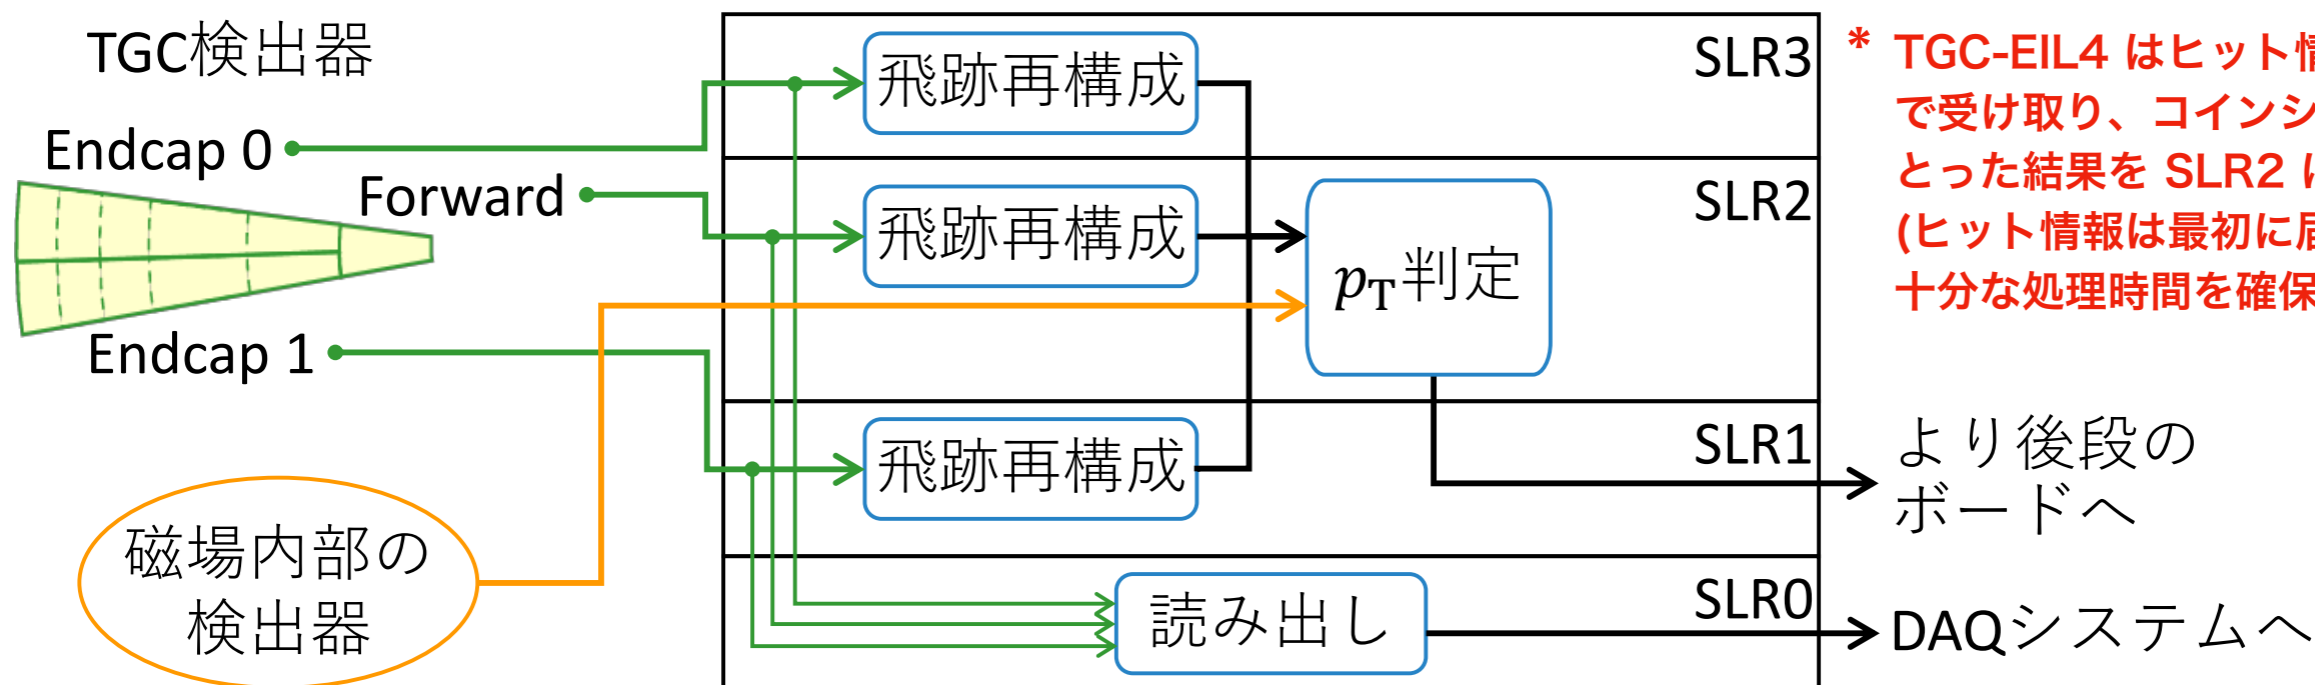 TGC検出器
Endcap 0
Forward
Endcap 1
磁場内部の
検出器
飛跡再構成
SLR3
飛跡再構成
pT判定
SLR2
飛跡再構成
SLR1
読み出し
SLR0
* TGC-EIL4 はヒット
で受け取り、コインシ
とった結果を SLR2
(ヒット情報は最初に
十分な処理時間を確保
より後段の
ボードへ
DAQシステムへ